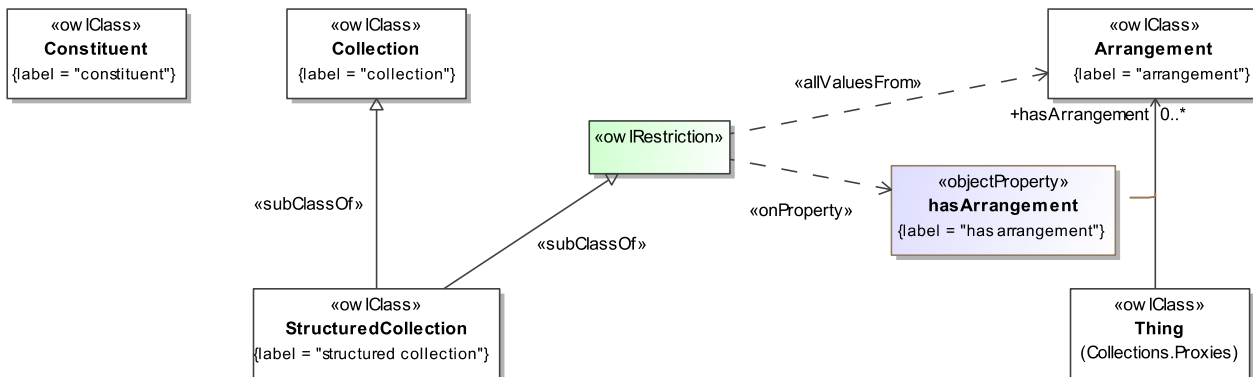 «owlClass»
Constituent
{label = "constituent"}
«owlClass»
Collection
{label = "collection"}
«owlClass»
Arrangement
{label = "arrangement"}
«allValuesFrom»
+hasArrangement 0..*
«owlRestriction»
«objectProperty»
hasArrangement
{label = "has arrangement"}
«onProperty»
«subClassOf»
«subClassOf»
«owlClass»
StructuredCollection
{label = "structured collection"}
«owlClass»
Thing
(Collections.Proxies)